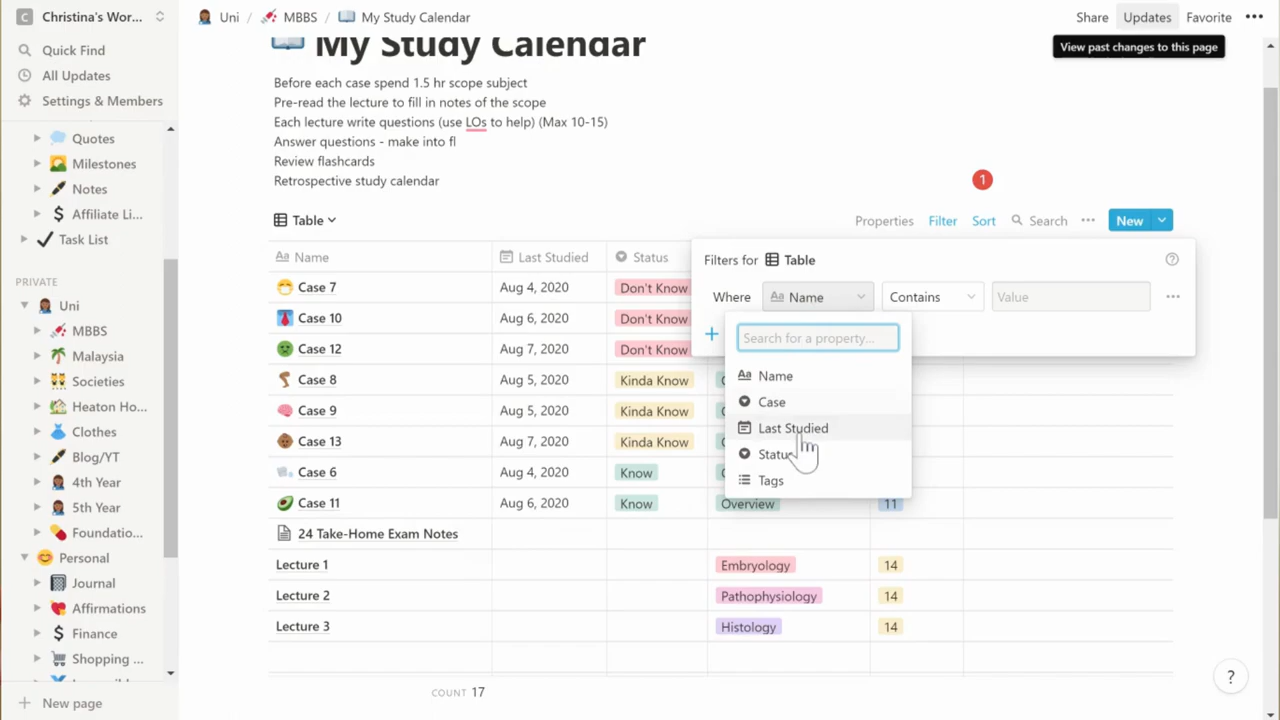 C Christina's Wor...
Uni / MBBS / My Study Calendar
Share Updates Favorite
View past changes to this page
Quick Find
All Updates
Settings & Members
Quotes
Milestones
Notes
Affiliate Li...
Task List
PRIVATE
Uni
MBBS
Malaysia
Societies
Heaton Ho...
Clothes
Blog/YT
4th Year
5th Year
Foundatio...
Personal
Journal
Affirmations
Finance
Shopping ...
New page
My Study Calendar
Before each case spend 1.5 hr scope subject
Pre-read the lecture to fill in notes of the scope
Each lecture write questions (use LOs to help) (Max 10-15)
Answer questions - make into fl
Review flashcards
Retrospective study calendar
1
Table Properties Filter Sort Search New
Aa Name Last Studied Status
Case 7 Aug 4, 2020 Don't Know
Case 10 Aug 4, 2020 Don't Know
Case 12 Aug 7, 2020 Don't Know
Case 8 Aug 5, 2020 Kinda Know
Case 9 Aug 5, 2020 Kinda Know
Case 13 Aug 7, 2020 Kinda Know
Case 6 Aug 4, 2020 Know
Case 11 Aug 6, 2020 Know Overview 11
24 Take-Home Exam Notes
Lecture 1 Embryology 14
Lecture 2 Pathophysiology 14
Lecture 3 Histology 14
COUNT 17
Filters for Table
Where Aa Name Contains Value
Search for a property...
Aa Name
Case
Last Studied
Status
Tags
?